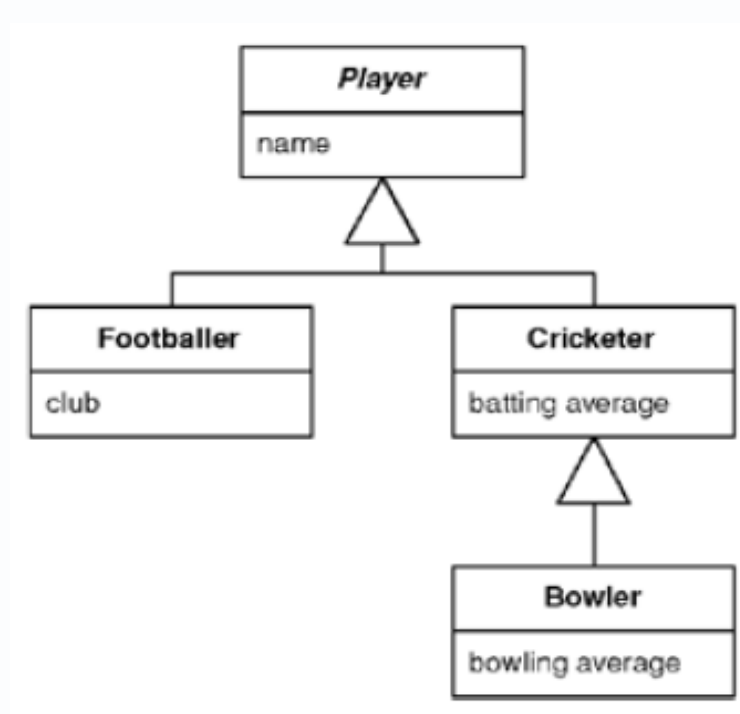 Player
name
Footballer
club
Cricketer
batting average
Bowler
bowling average